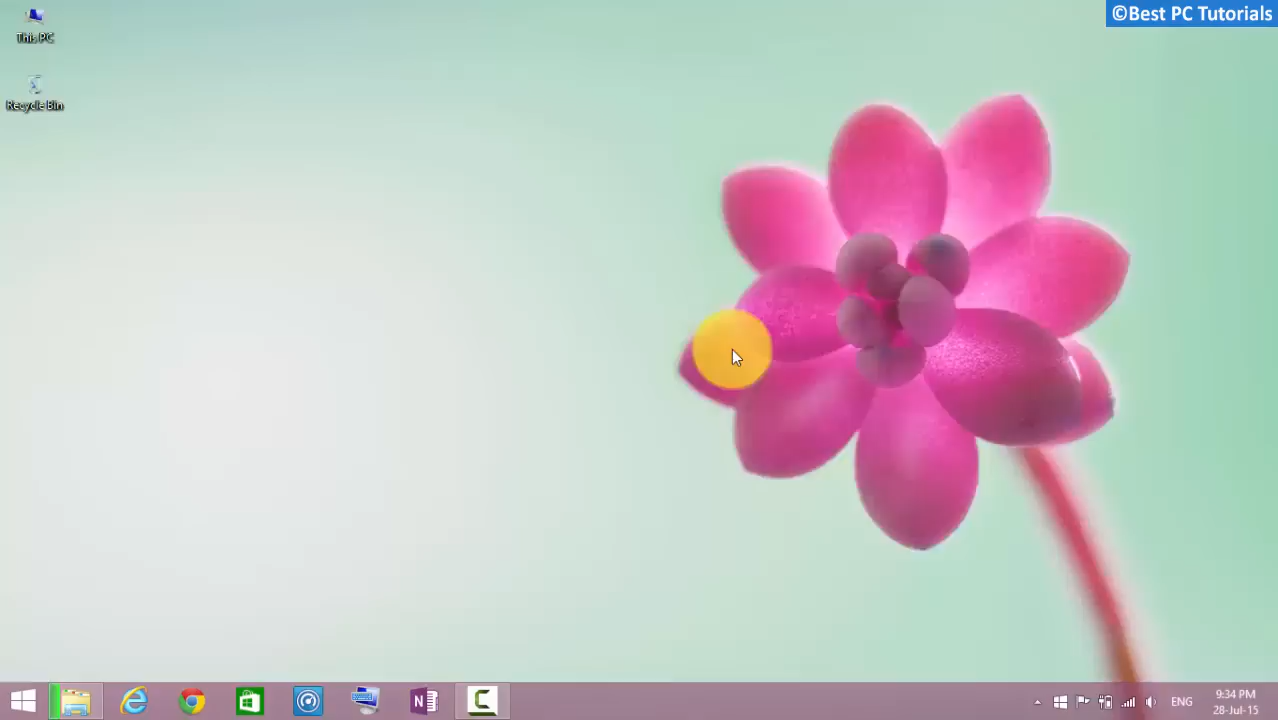 ©Best PC Tutorials
This PC
Recycle Bin
ENG
9:34 PM
28-Jul-15